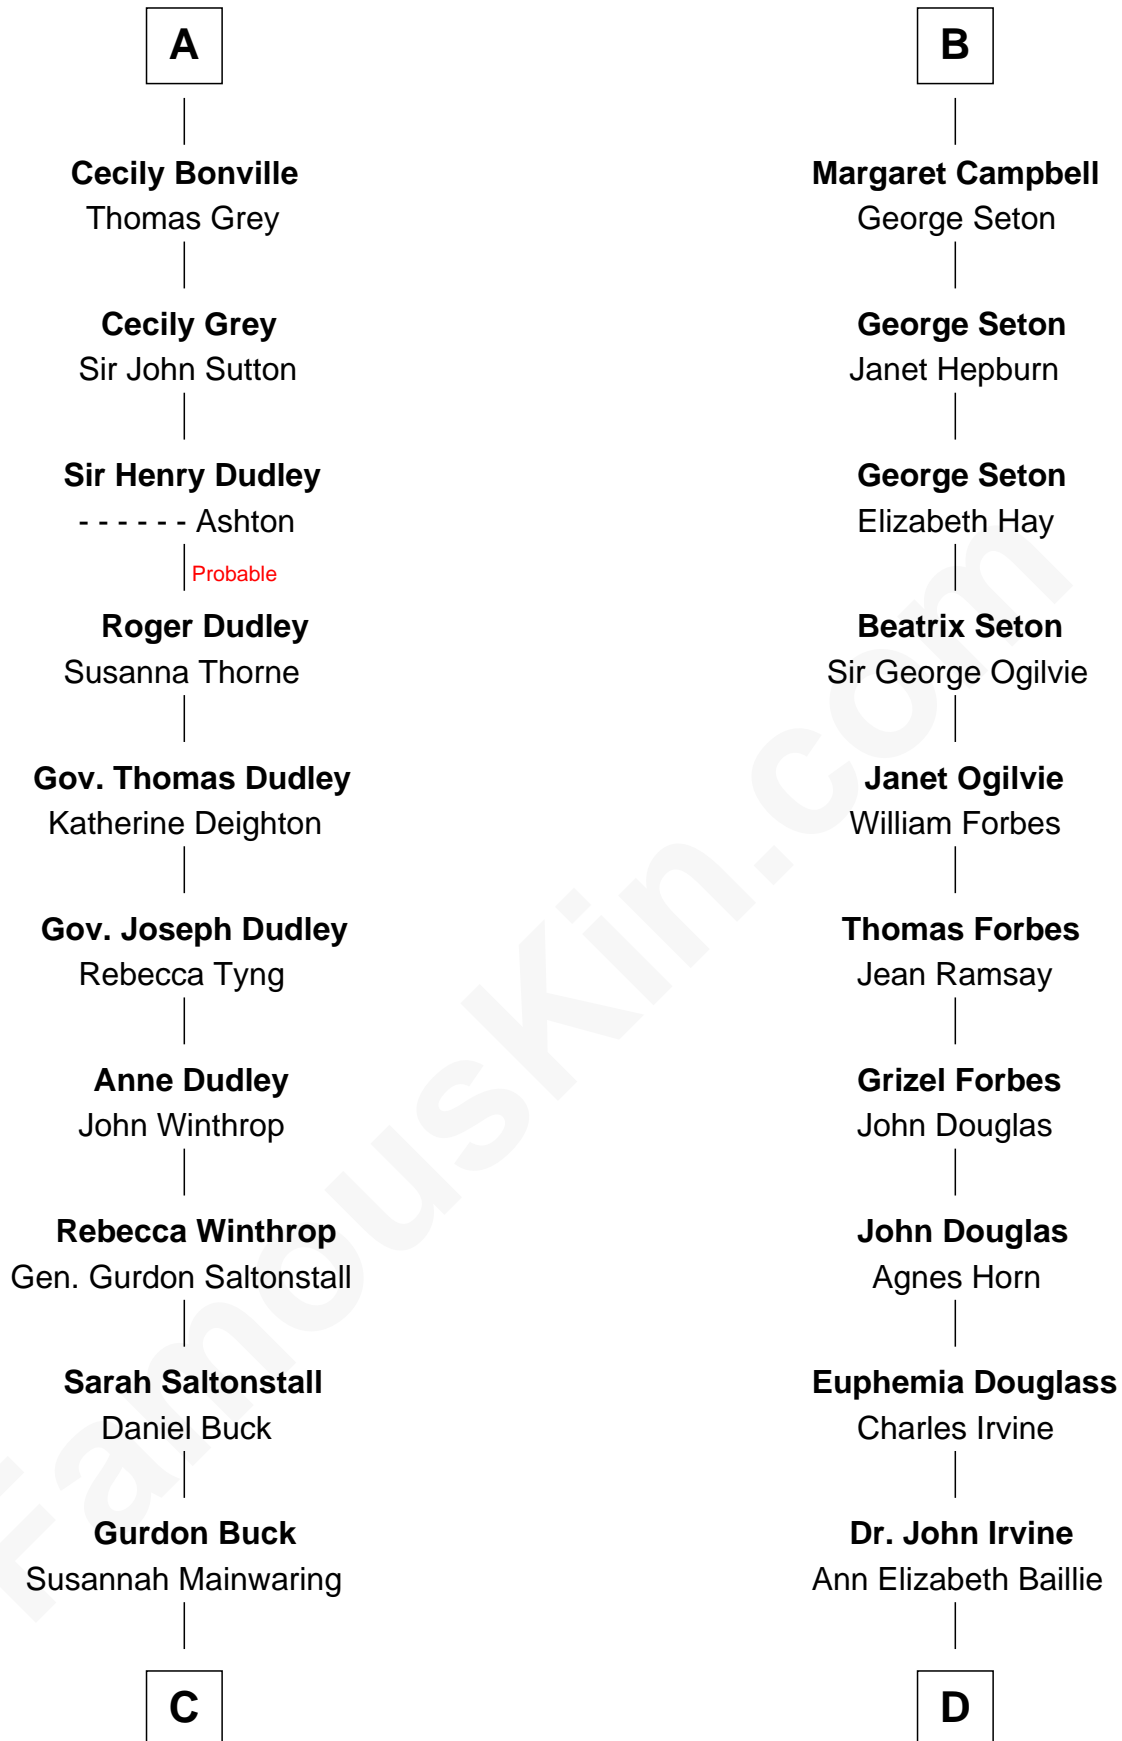 A
Cecily Bonville
Thomas Grey
Cecily Grey
Sir John Sutton
Sir Henry Dudley
- - - - - - Ashton
Probable
Roger Dudley
Susanna Thorne
Gov. Thomas Dudley
Katherine Deighton
Gov. Joseph Dudley
Rebecca Tyng
Anne Dudley
John Winthrop
Rebecca Winthrop
Gen. Gurdon Saltonstall
Sarah Saltonstall
Daniel Buck
Gurdon Buck
Susannah Mainwaring
C
B
Margaret Campbell
George Seton
George Seton
Janet Hepburn
George Seton
Elizabeth Hay
Beatrix Seton
Sir George Ogilvie
Janet Ogilvie
William Forbes
Thomas Forbes
Jean Ramsay
Grizel Forbes
John Douglas
John Douglas
Agnes Horn
Euphemia Douglass
Charles Irvine
Dr. John Irvine
Ann Elizabeth Baillie
D
FamousKin.com